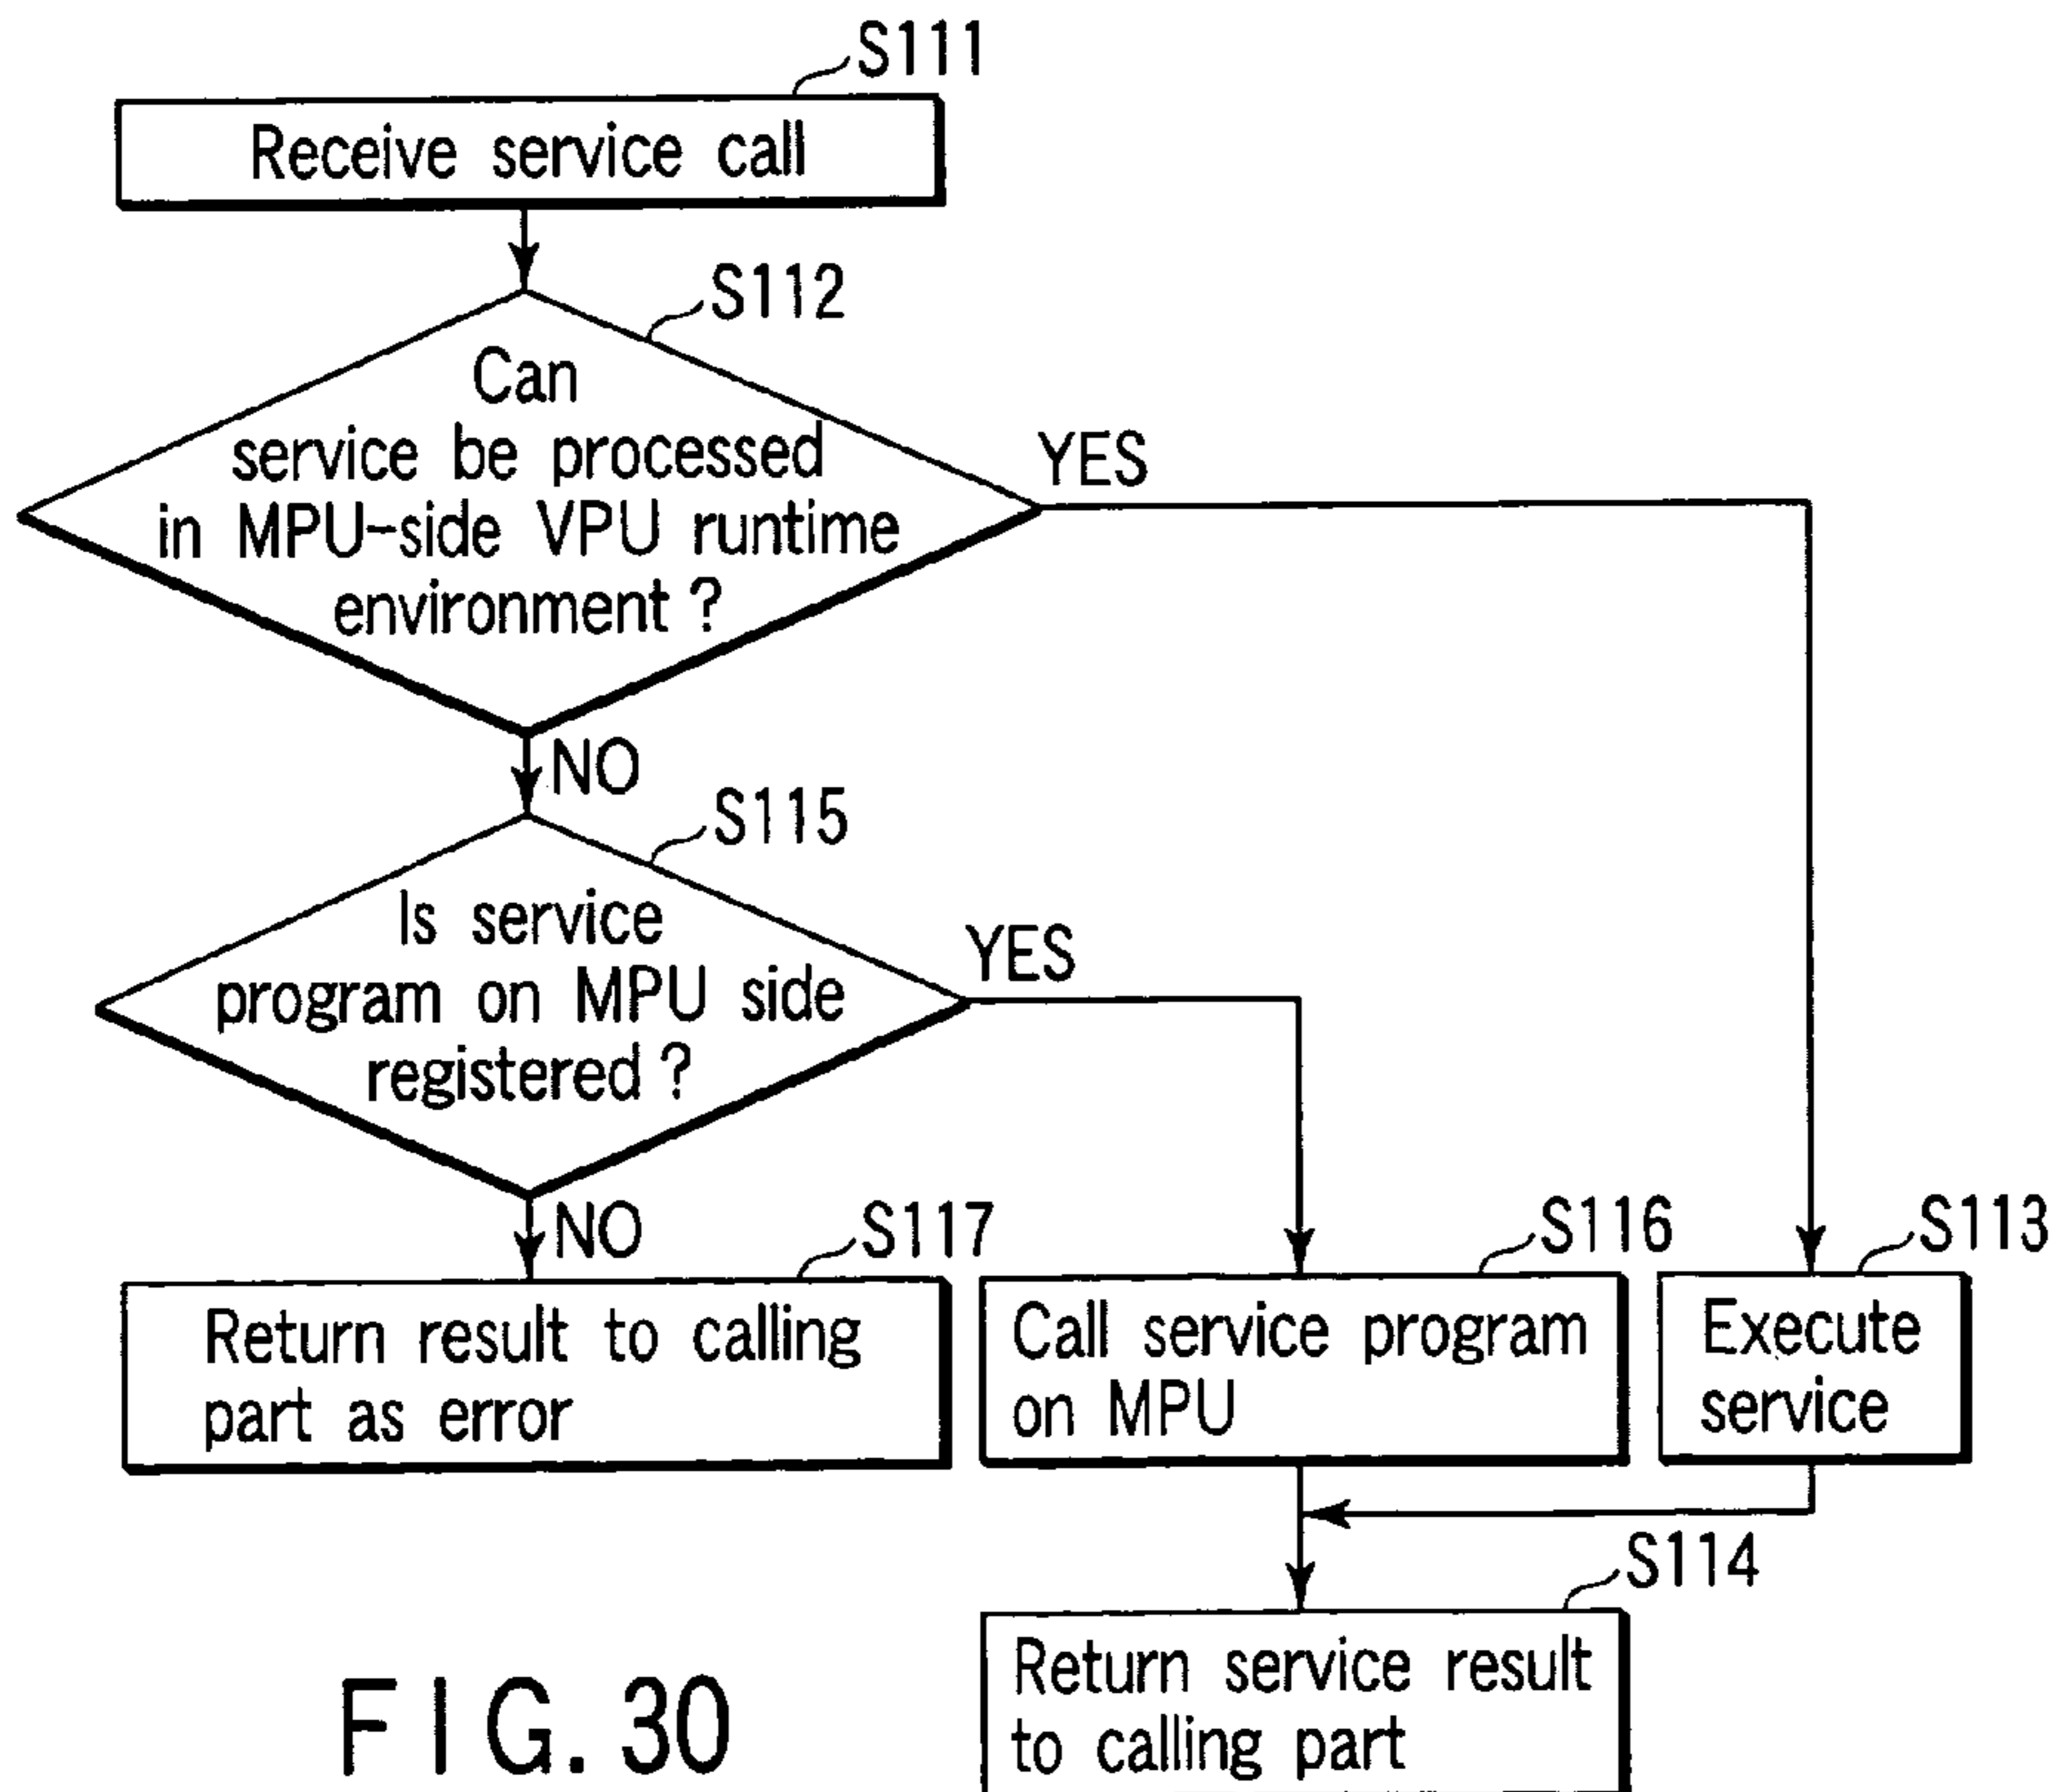 S111
Receive service call
S112
Can
service be processed
in MPU-side VPU runtime
environment ?
YES
NO
S115
Is service
program on MPU side
registered ?
YES
NO
S117
Return result to calling
part as error
S116
Call service program
on MPU
S113
Execute
service
S114
Return service result
to calling part
FIG. 30